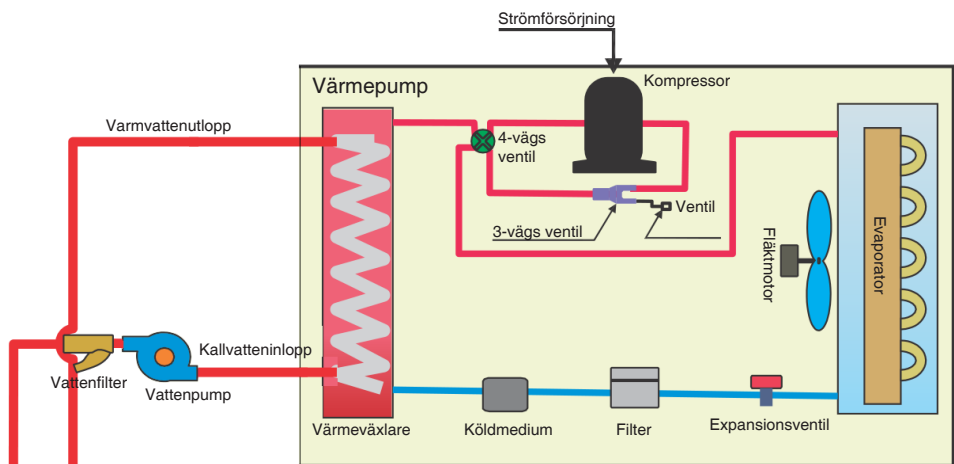 Strömförsörjning
Värmepump
Kompressor
Varmvattenutlopp
4-vägs
ventil
Ventil
3-vägs ventil
Fläktmotor
Evaporator
Kallvatteninlopp
Vattenfilter
Vattenpump
Värmeväxlare
Köldmedium
Filter
Expansionsventil